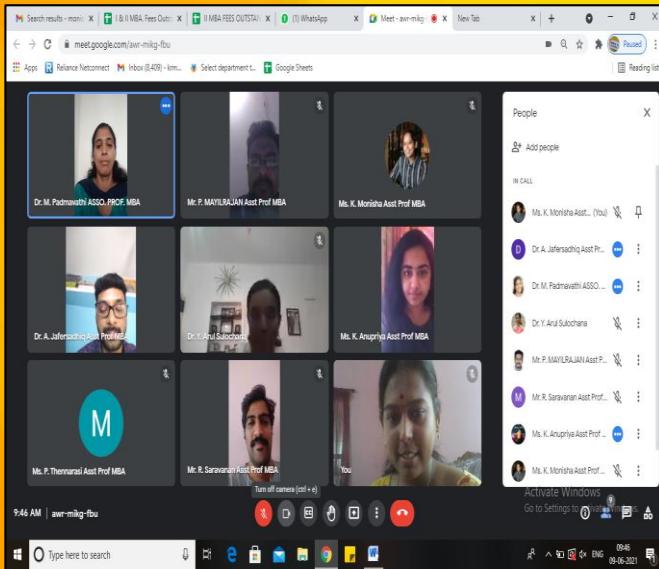 Search results - monic
I & II MBA. Fees Outs
II MBA FEES OUTSTAN
(1) WhatsApp
Meet - awr-mikg-
New Tab
meet.google.com/awr-mikg-fbu
Paused
Apps
Reliance Netconnect
Inbox (8,409) - krm...
Select department t...
Google Sheets
Reading list
Dr. M. Padmavathi ASSO. PROF. MBA
Mr. P. MAYILRAJAN Asst Prof MBA
Ms. K. Monisha Asst Prof MBA
Dr. A. Jafersadhiq Asst Prof MBA
Dr. Y. Arul Sulochana
Ms. K. Anupriya Asst Prof MBA
M
Ms. P. Thennarasi Asst Prof MBA
Mr. R. Saravanan Asst Prof MBA
You
Turn off camera (ctrl + e)
9:46 AM | awr-mikg-fbu
People
Add people
IN CALL
Ms. K. Monisha Asst... (You)
D
Dr. A. Jafersadhiq Asst Pr...
Dr. M. Padmavathi ASSO. ...
Dr. Y. Arul Sulochana
Mr. P. MAYILRAJAN Asst P...
M
Mr. R. Saravanan Asst Prof...
Ms. K. Anupriya Asst Prof ...
Ms. K. Monisha Asst Prof ...
Activate Windows
Go to Settings to activate Windows.
9
Type here to search
ENG
09:46
09-06-2021